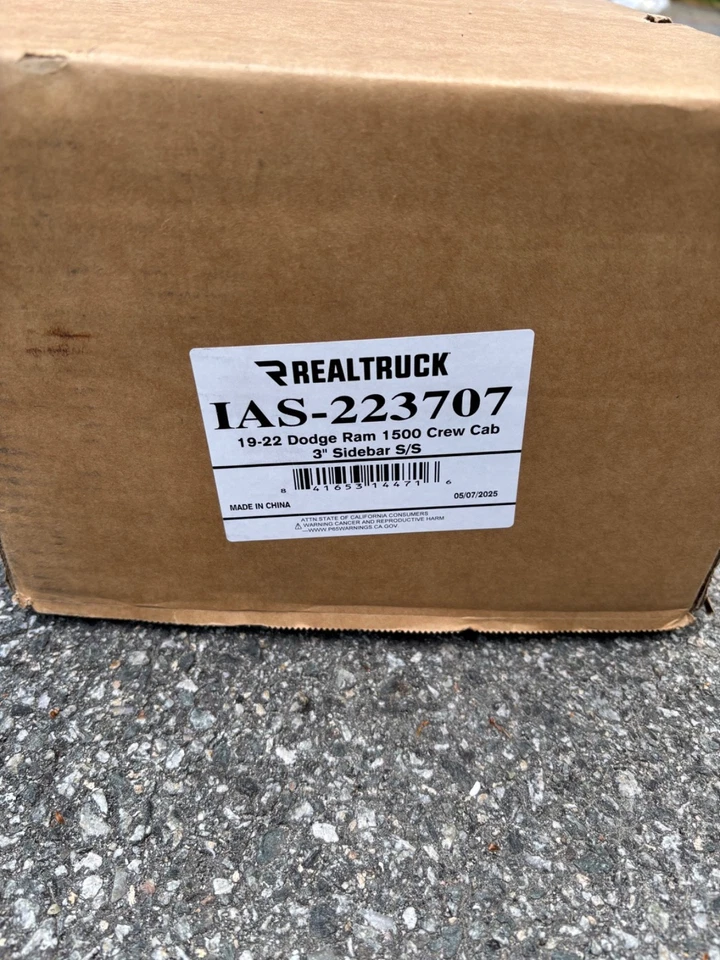 REALTRUCK
IAS-223707
19-22 Dodge Ram 1500 Crew Cab
3" Sidebar S/S
8 41653 14471 6
MADE IN CHINA
05/07/2025
ATTN.STATE OF CALIFORNIA CONSUMERS
⚠ WARNING CANCER AND REPRODUCTIVE HARM
—WWW.P65WARNINGS.CA.GOV